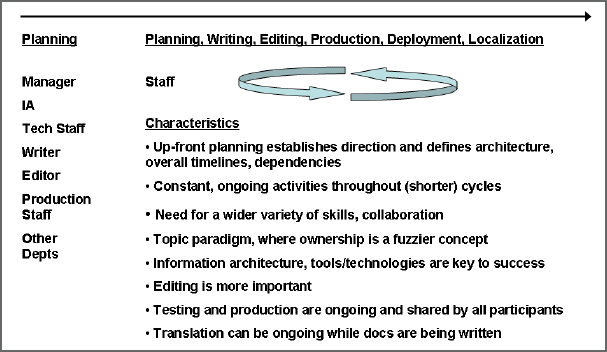 Planning
Planning, Writing, Editing, Production, Deployment, Localization
Manager
IA
Tech Staff
Writer
Editor
Production
Staff
Other
Depts
Staff
Characteristics
• Up-front planning establishes direction and defines architecture,
overall timelines, dependencies
• Constant, ongoing activities throughout (shorter) cycles
• Need for a wider variety of skills, collaboration
• Topic paradigm, where ownership is a fuzzier concept
• Information architecture, tools/technologies are key to success
• Editing is more important
• Testing and production are ongoing and shared by all participants
• Translation can be ongoing while docs are being written